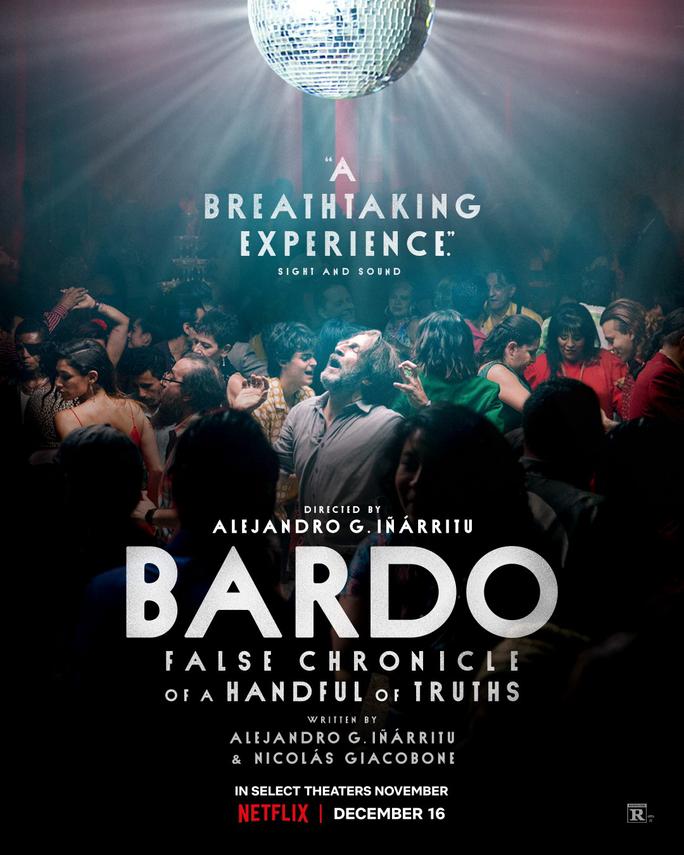 “A
BREATHTAKING
EXPERIENCE.”
SIGHT AND SOUND
DIRECTED BY
ALEJANDRO G. IÑÁRRITU
BARDO
FALSE CHRONICLE
OF A HANDFUL OF TRUTHS
WRITTEN BY
ALEJANDRO G. IÑÁRRITU
& NICOLÁS GIACOBONE
IN SELECT THEATERS NOVEMBER
NETFLIX | DECEMBER 16
R